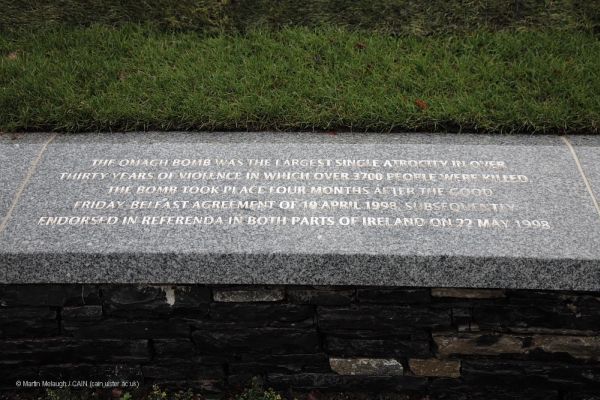 THE OMAGH BOMB WAS THE LARGEST SINGLE ATROCITY IN OVER
THIRTY YEARS OF VIOLENCE IN WHICH OVER 3700 PEOPLE WERE KILLED.
THE BOMB TOOK PLACE FOUR MONTHS AFTER THE GOOD
FRIDAY, BELFAST AGREEMENT OF 10 APRIL 1998, SUBSEQUENTLY
ENDORSED IN REFERENDA IN BOTH PARTS OF IRELAND ON 22 MAY 1998
© Martin Melaugh / CAIN (cain.ulster.ac.uk)